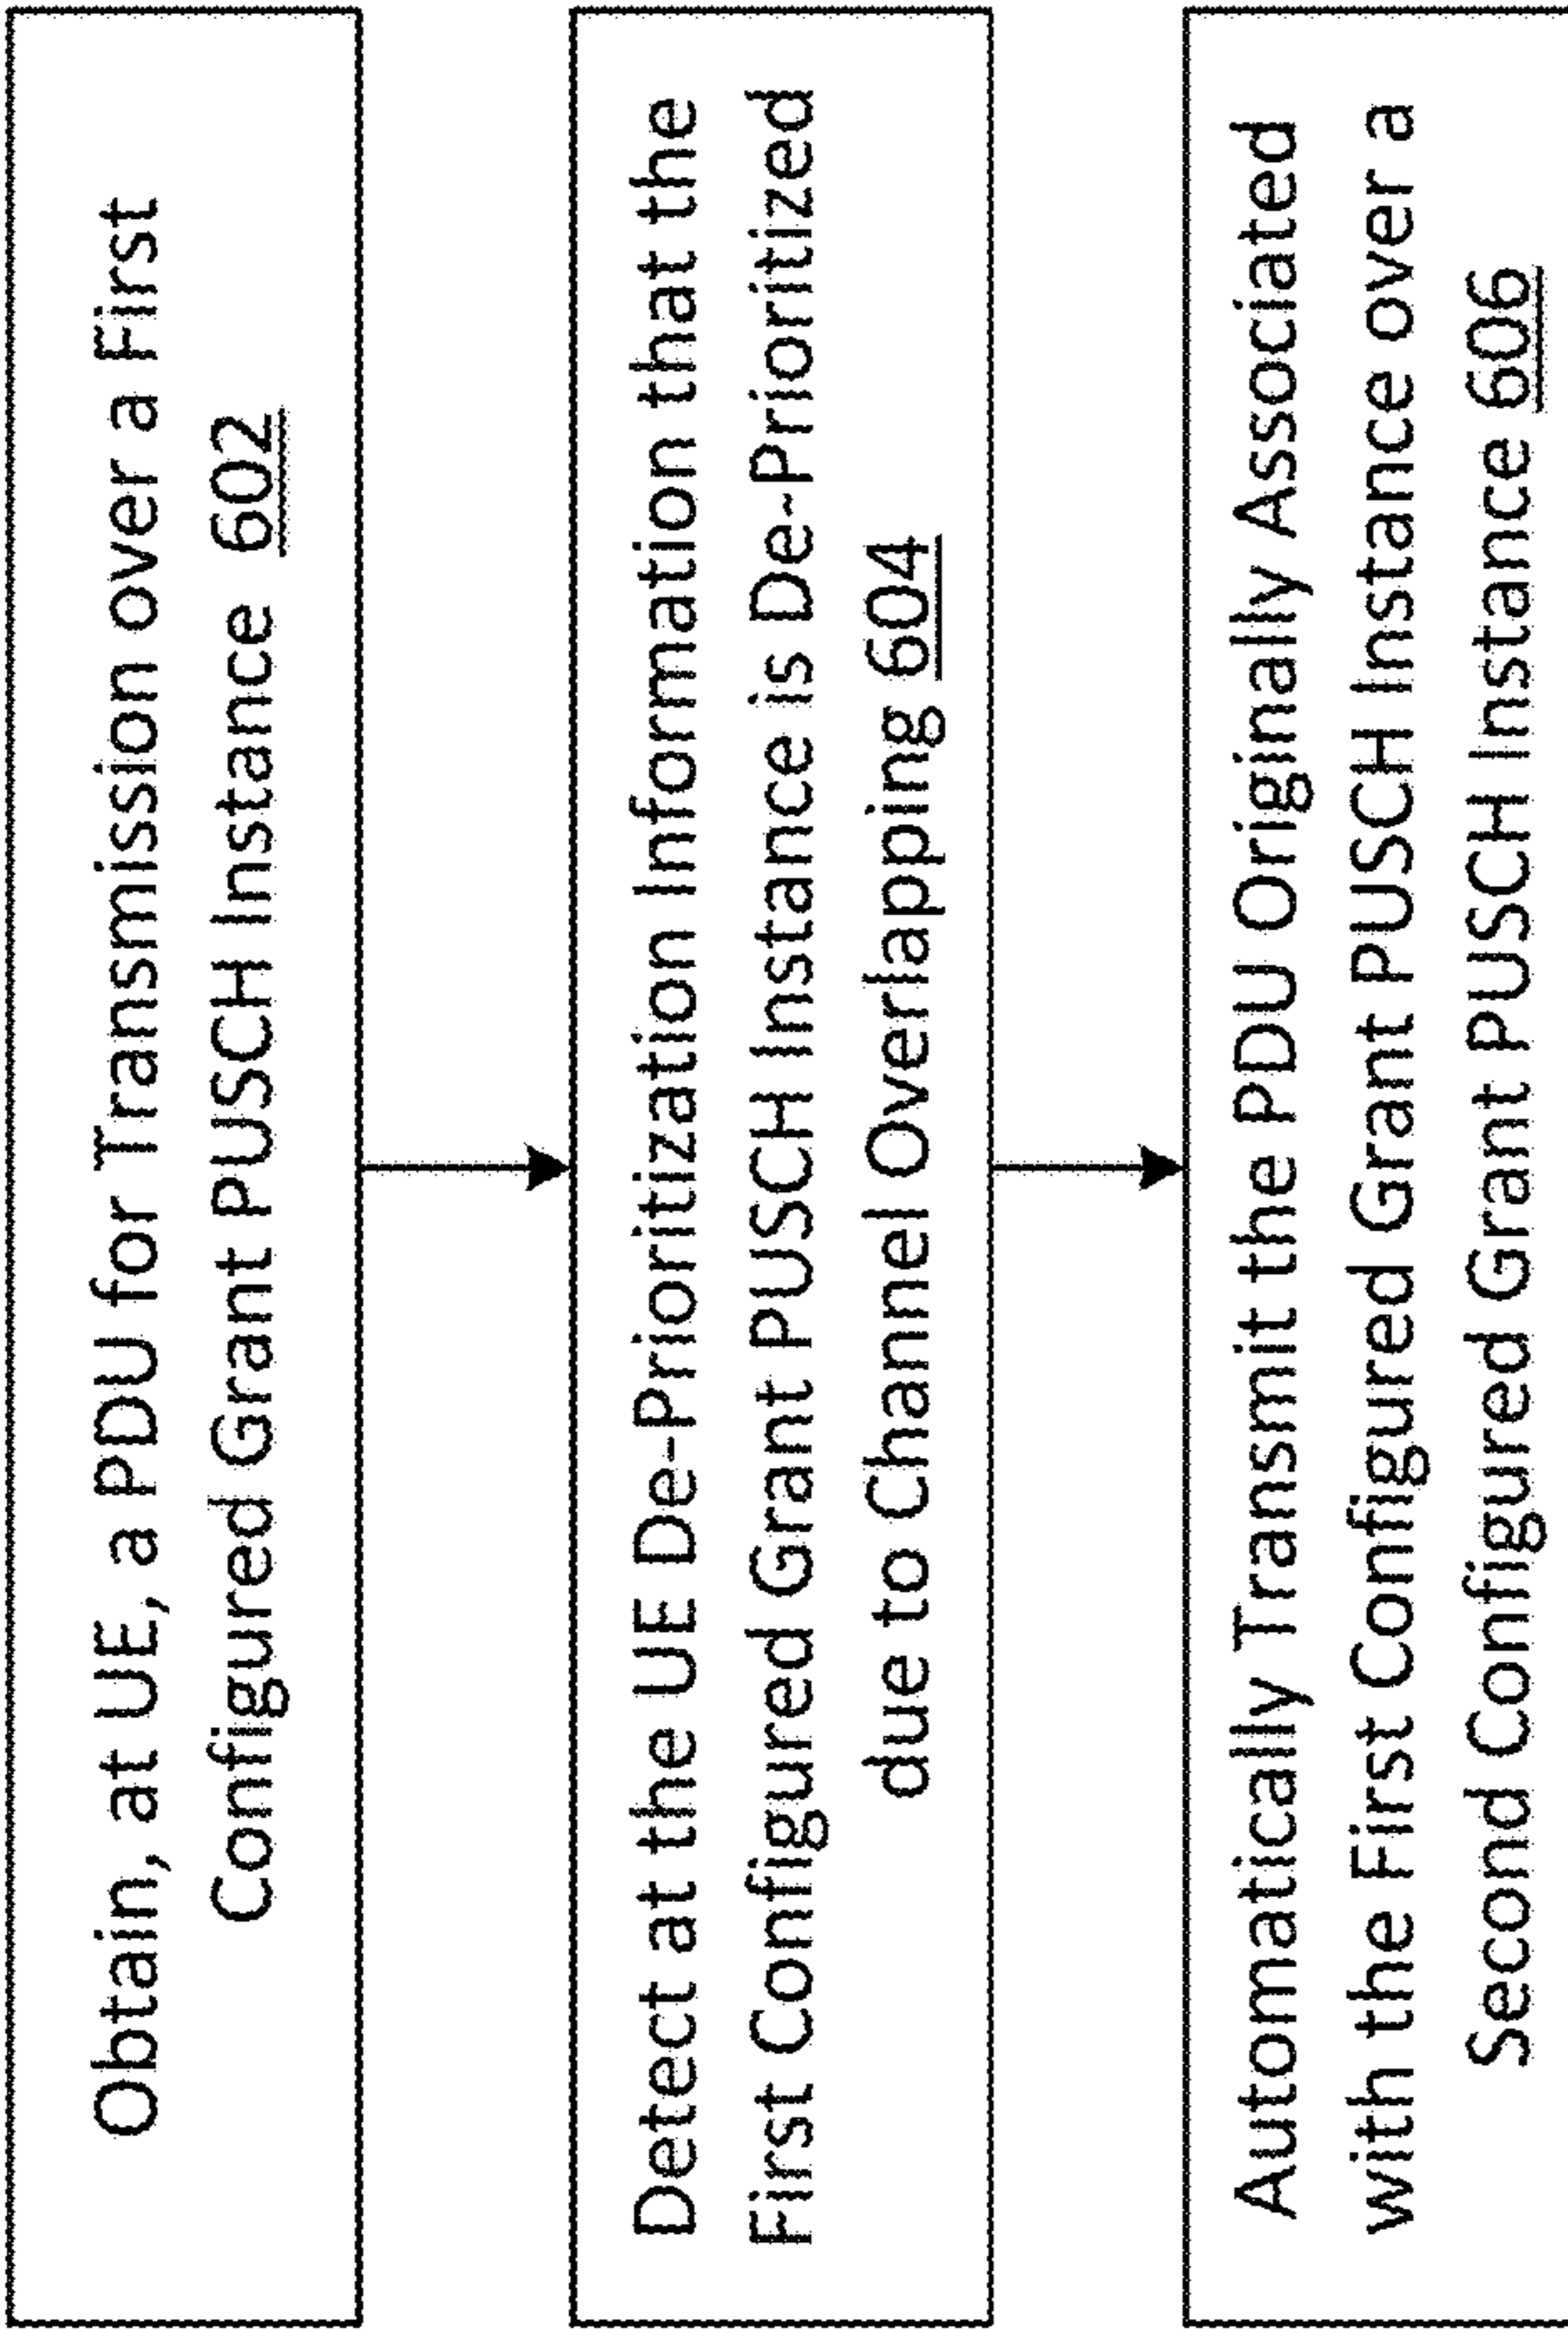 Obtain, at UE, a PDU for Transmission over a First
Configured Grant PUSCH Instance 602
Detect at the UE De-Prioritization Information that the
First Configured Grant PUSCH Instance is De-Prioritized
due to Channel Overlapping 604
Automatically Transmit the PDU Originally Associated
with the First Configured Grant PUSCH Instance over a
Second Configured Grant PUSCH Instance 606